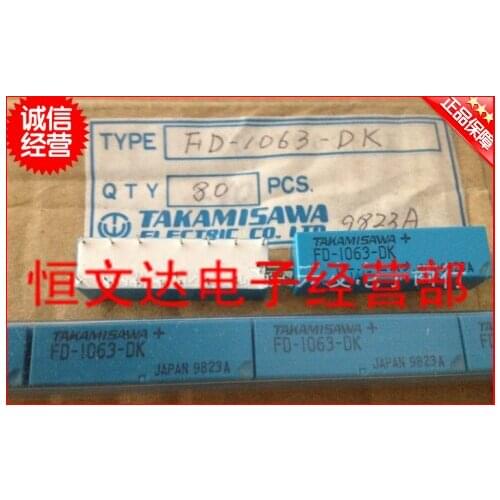 诚信
经营
正品保障
TYPE FD-1063-DK
QTY 80 PCS.
TAKAMISAWA
ELECTRIC CO. LTD
9823A
TAKAMISAWA +
FD-1063-DK
恒文达电子经营部
TAKAMISAWA +
FD-1063-DK
JAPAN 9823A
TAKAMISAWA +
FD-1063-DK
JAPAN 9823A